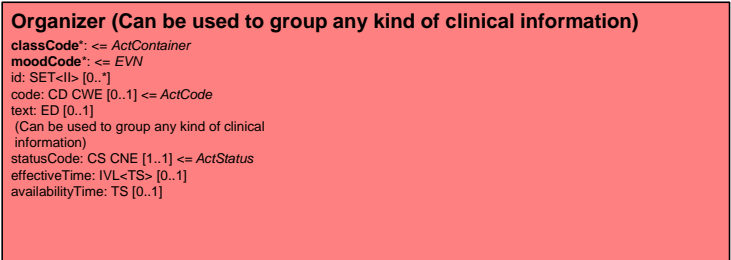 Organizer (Can be used to group any kind of clinical information)
classCode*: <= ActContainer
moodCode*: <= EVN
id: SET<II> [0..*]
code: CD CWE [0..1] <= ActCode
text: ED [0..1]
(Can be used to group any kind of clinical
information)
statusCode: CS CNE [1..1] <= ActStatus
effectiveTime: IVL<TS> [0..1]
availabilityTime: TS [0..1]